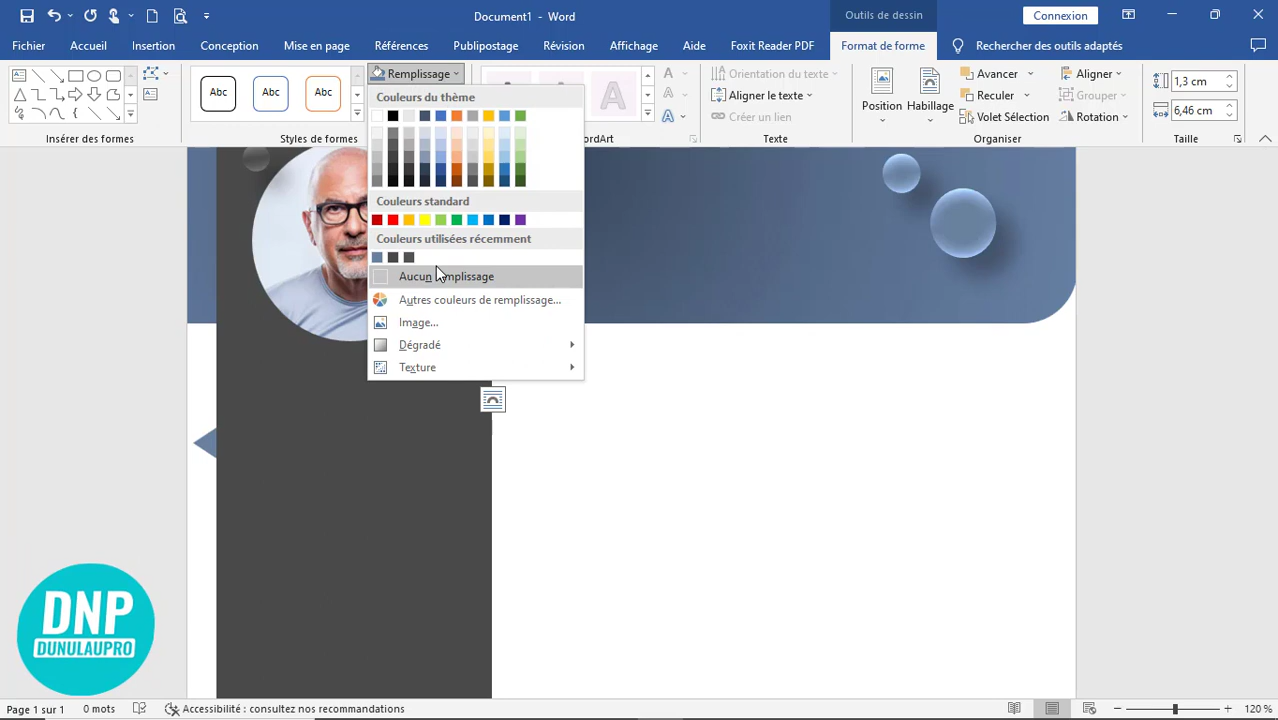 Document1 - Word
Outils de dessin
Connexion
Fichier Accueil Insertion Conception Mise en page Références Publipostage Révision Affichage Aide Foxit Reader PDF Format de forme Rechercher des outils adaptés
Remplissage
Abc Abc Abc
Insérer des formes
Styles de formes
Orientation du texte
Aligner le texte
Créer un lien
Texte
Position
Habillage
Avancer
Reculer
Volet Sélection
Aligner
Grouper
Rotation
Organiser
1,3 cm
6,46 cm
Taille
Couleurs du thème
Couleurs standard
Couleurs utilisées récemment
Autres couleurs de remplissage...
Image...
Dégradé
Texture
DNP
DUNULAUPRO
Page 1 sur 1 0 mots Accessibilité : consultez nos recommandations 120 %